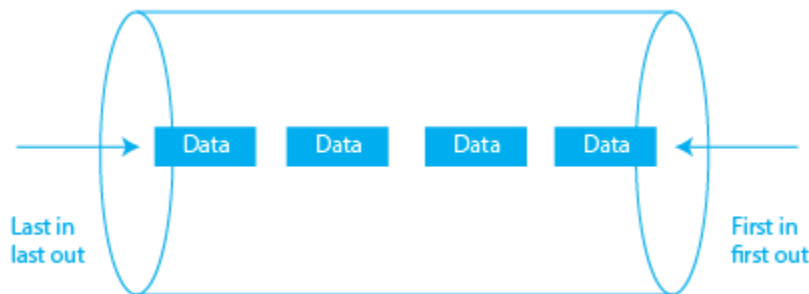 Data
Data
Data
Data
Last in
last out
First in
first out